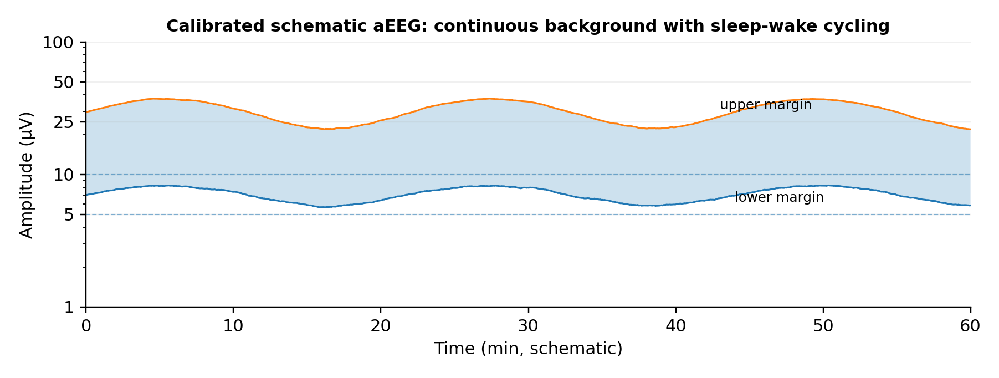 Calibrated schematic aEEG: continuous background with sleep-wake cycling
100
50
25
10
5
1
Amplitude (µV)
upper margin
lower margin
0 10 20 30 40 50 60
Time (min, schematic)